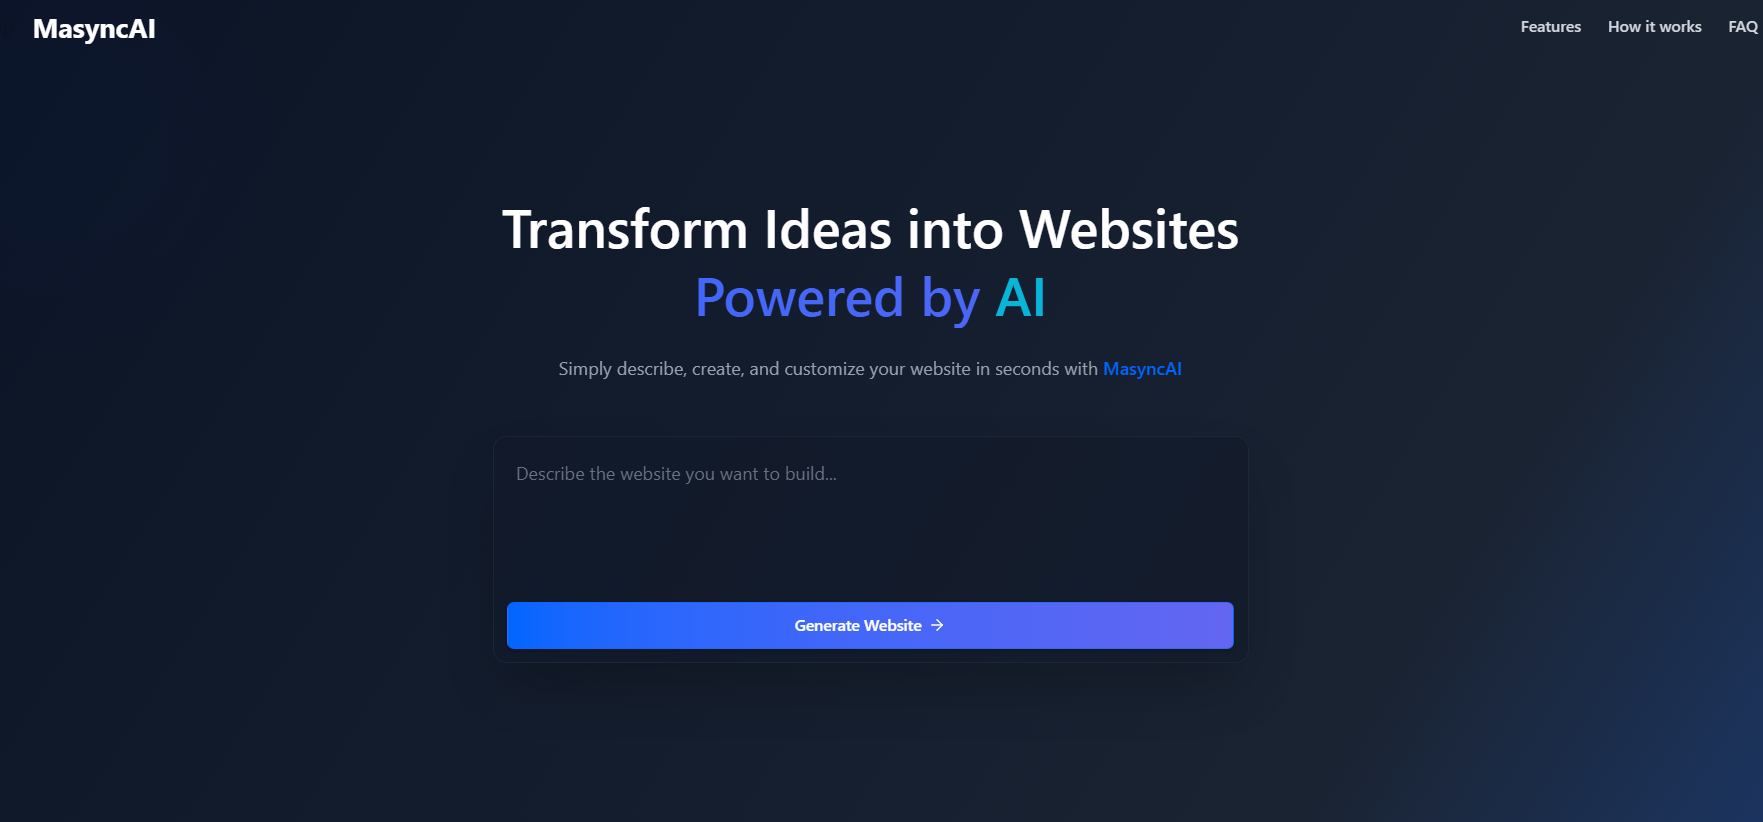 MasyncAI
Features How it works FAQ
Transform Ideas into Websites
Powered by AI
Simply describe, create, and customize your website in seconds with MasyncAI
Describe the website you want to build...
Generate Website →